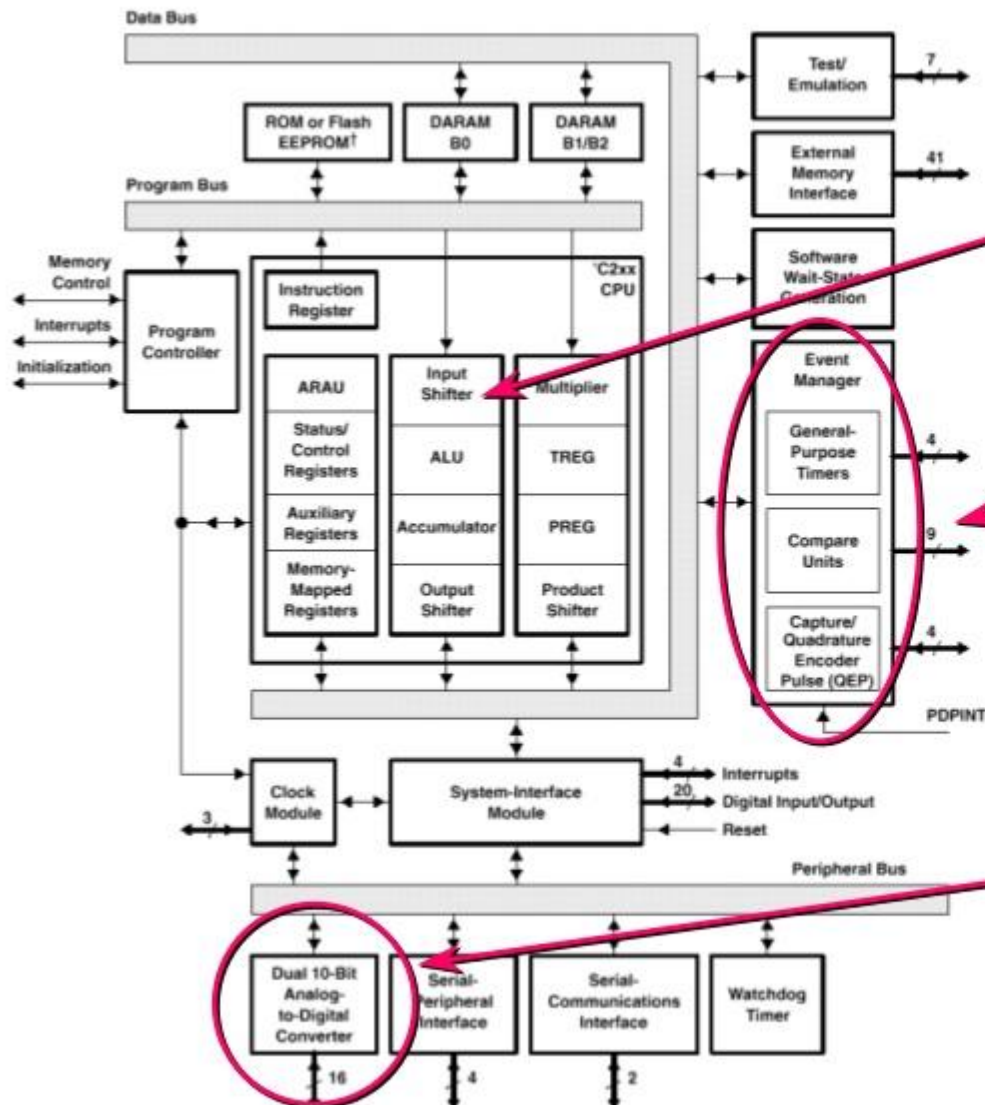 Data Bus
Test/
Emulation
7
ROM or Flash
EEPROM†
DARAM
B0
DARAM
B1/B2
External
Memory
Interface
41
Program Bus
Software
Wait-State
Generation
Memory
Control
Interrupts
Initialization
Program
Controller
'C2xx
CPU
Instruction
Register
ARAU
Status/
Control
Registers
Auxiliary
Registers
Memory-
Mapped
Registers
Input
Shifter
ALU
Accumulator
Output
Shifter
Multiplier
TREG
PREG
Product
Shifter
Event
Manager
General-
Purpose
Timers
4
Compare
Units
9
Capture/
Quadrature
Encoder
Pulse (QEP)
4
PDPINT
Clock
Module
3
System-Interface
Module
4
Interrupts
20
Digital Input/Output
Reset
Peripheral Bus
Dual 10-Bit
Analog-
to-Digital
Converter
16
Serial-
Peripheral
Interface
4
Serial-
Communications
Interface
2
Watchdog
Timer